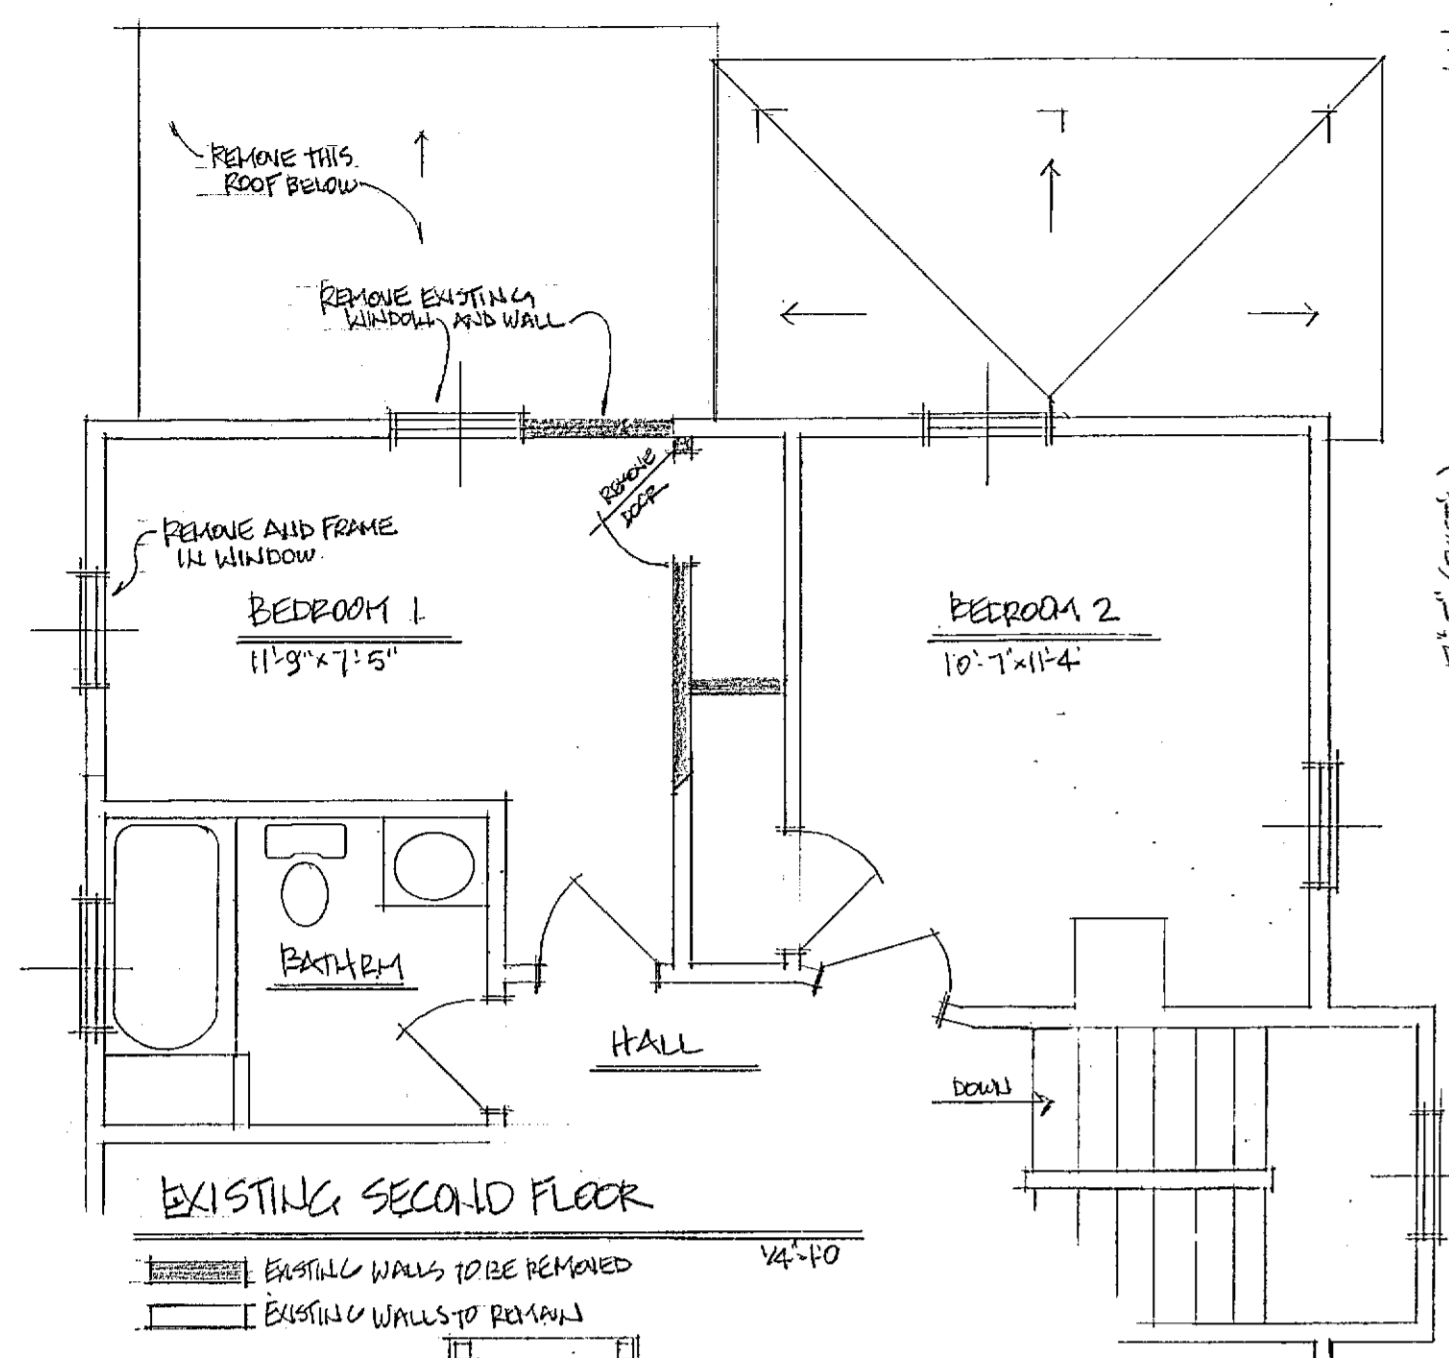 REMOVE THIS
ROOF BELOW
REMOVE EXISTING
WINDOW AND WALL
REMOVE
DOOR
REMOVE AND FRAME
IN WINDOW.
BEDROOM 1
11'-9" x 7'-5"
BEDROOM 2
10'-7" x 11'-4
BATHRM
HALL
DOWN
EXISTING SECOND FLOOR
1/4"=1'-0
EXISTING WALLS TO BE REMOVED
EXISTING WALLS TO REMAIN